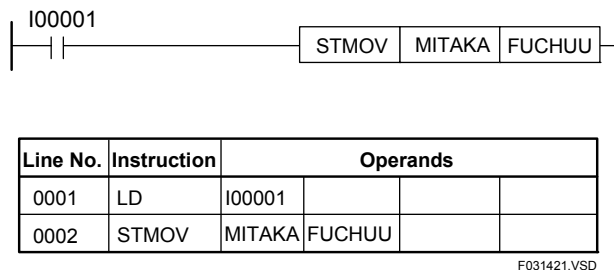 I00001
STMOV MITAKA FUCHUU
Line No. Instruction Operands
0001 LD I00001
0002 STMOV MITAKA FUCHUU
F031421.VSD